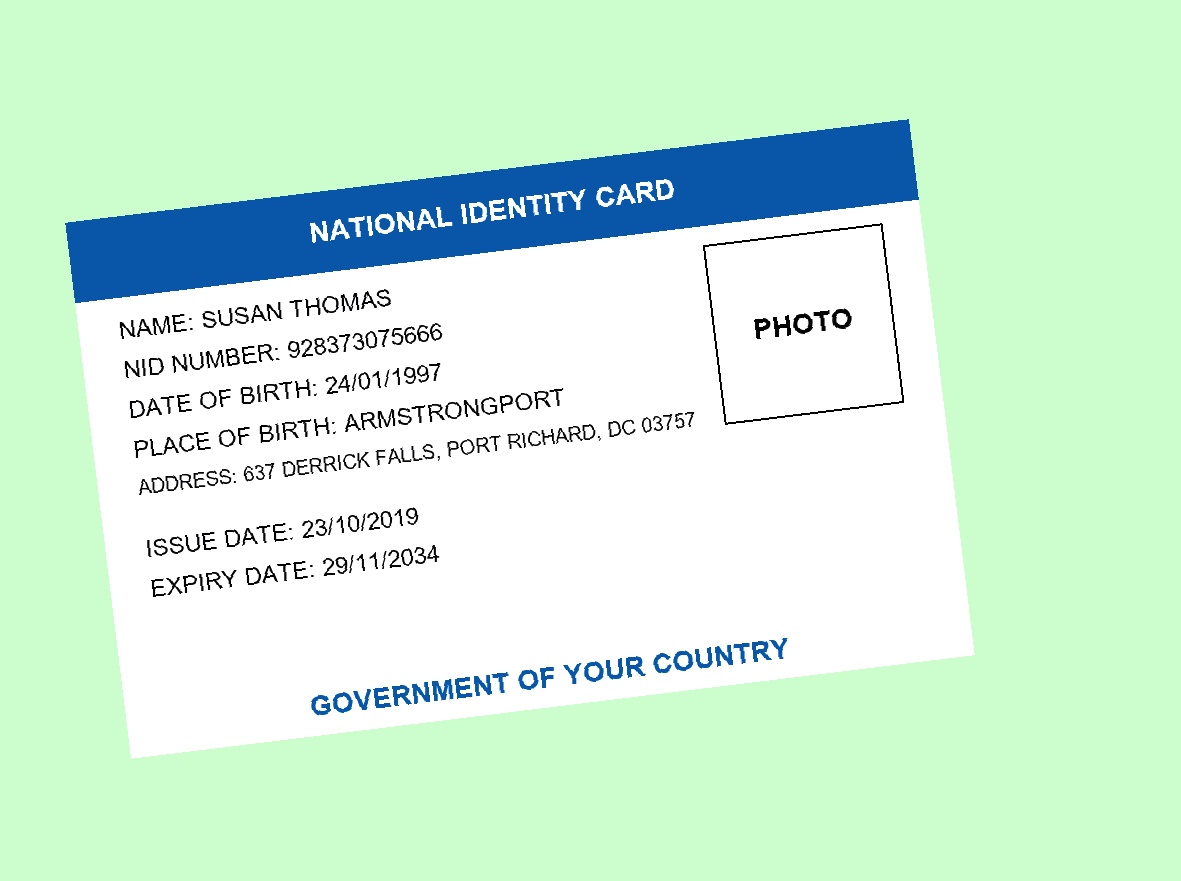 NATIONAL IDENTITY CARD
NAME: SUSAN THOMAS
NID NUMBER: 928373075666
DATE OF BIRTH: 24/01/1997
PLACE OF BIRTH: ARMSTRONGPORT
ADDRESS: 637 DERRICK FALLS, PORT RICHARD, DC 03757
PHOTO
ISSUE DATE: 23/10/2019
EXPIRY DATE: 29/11/2034
GOVERNMENT OF YOUR COUNTRY